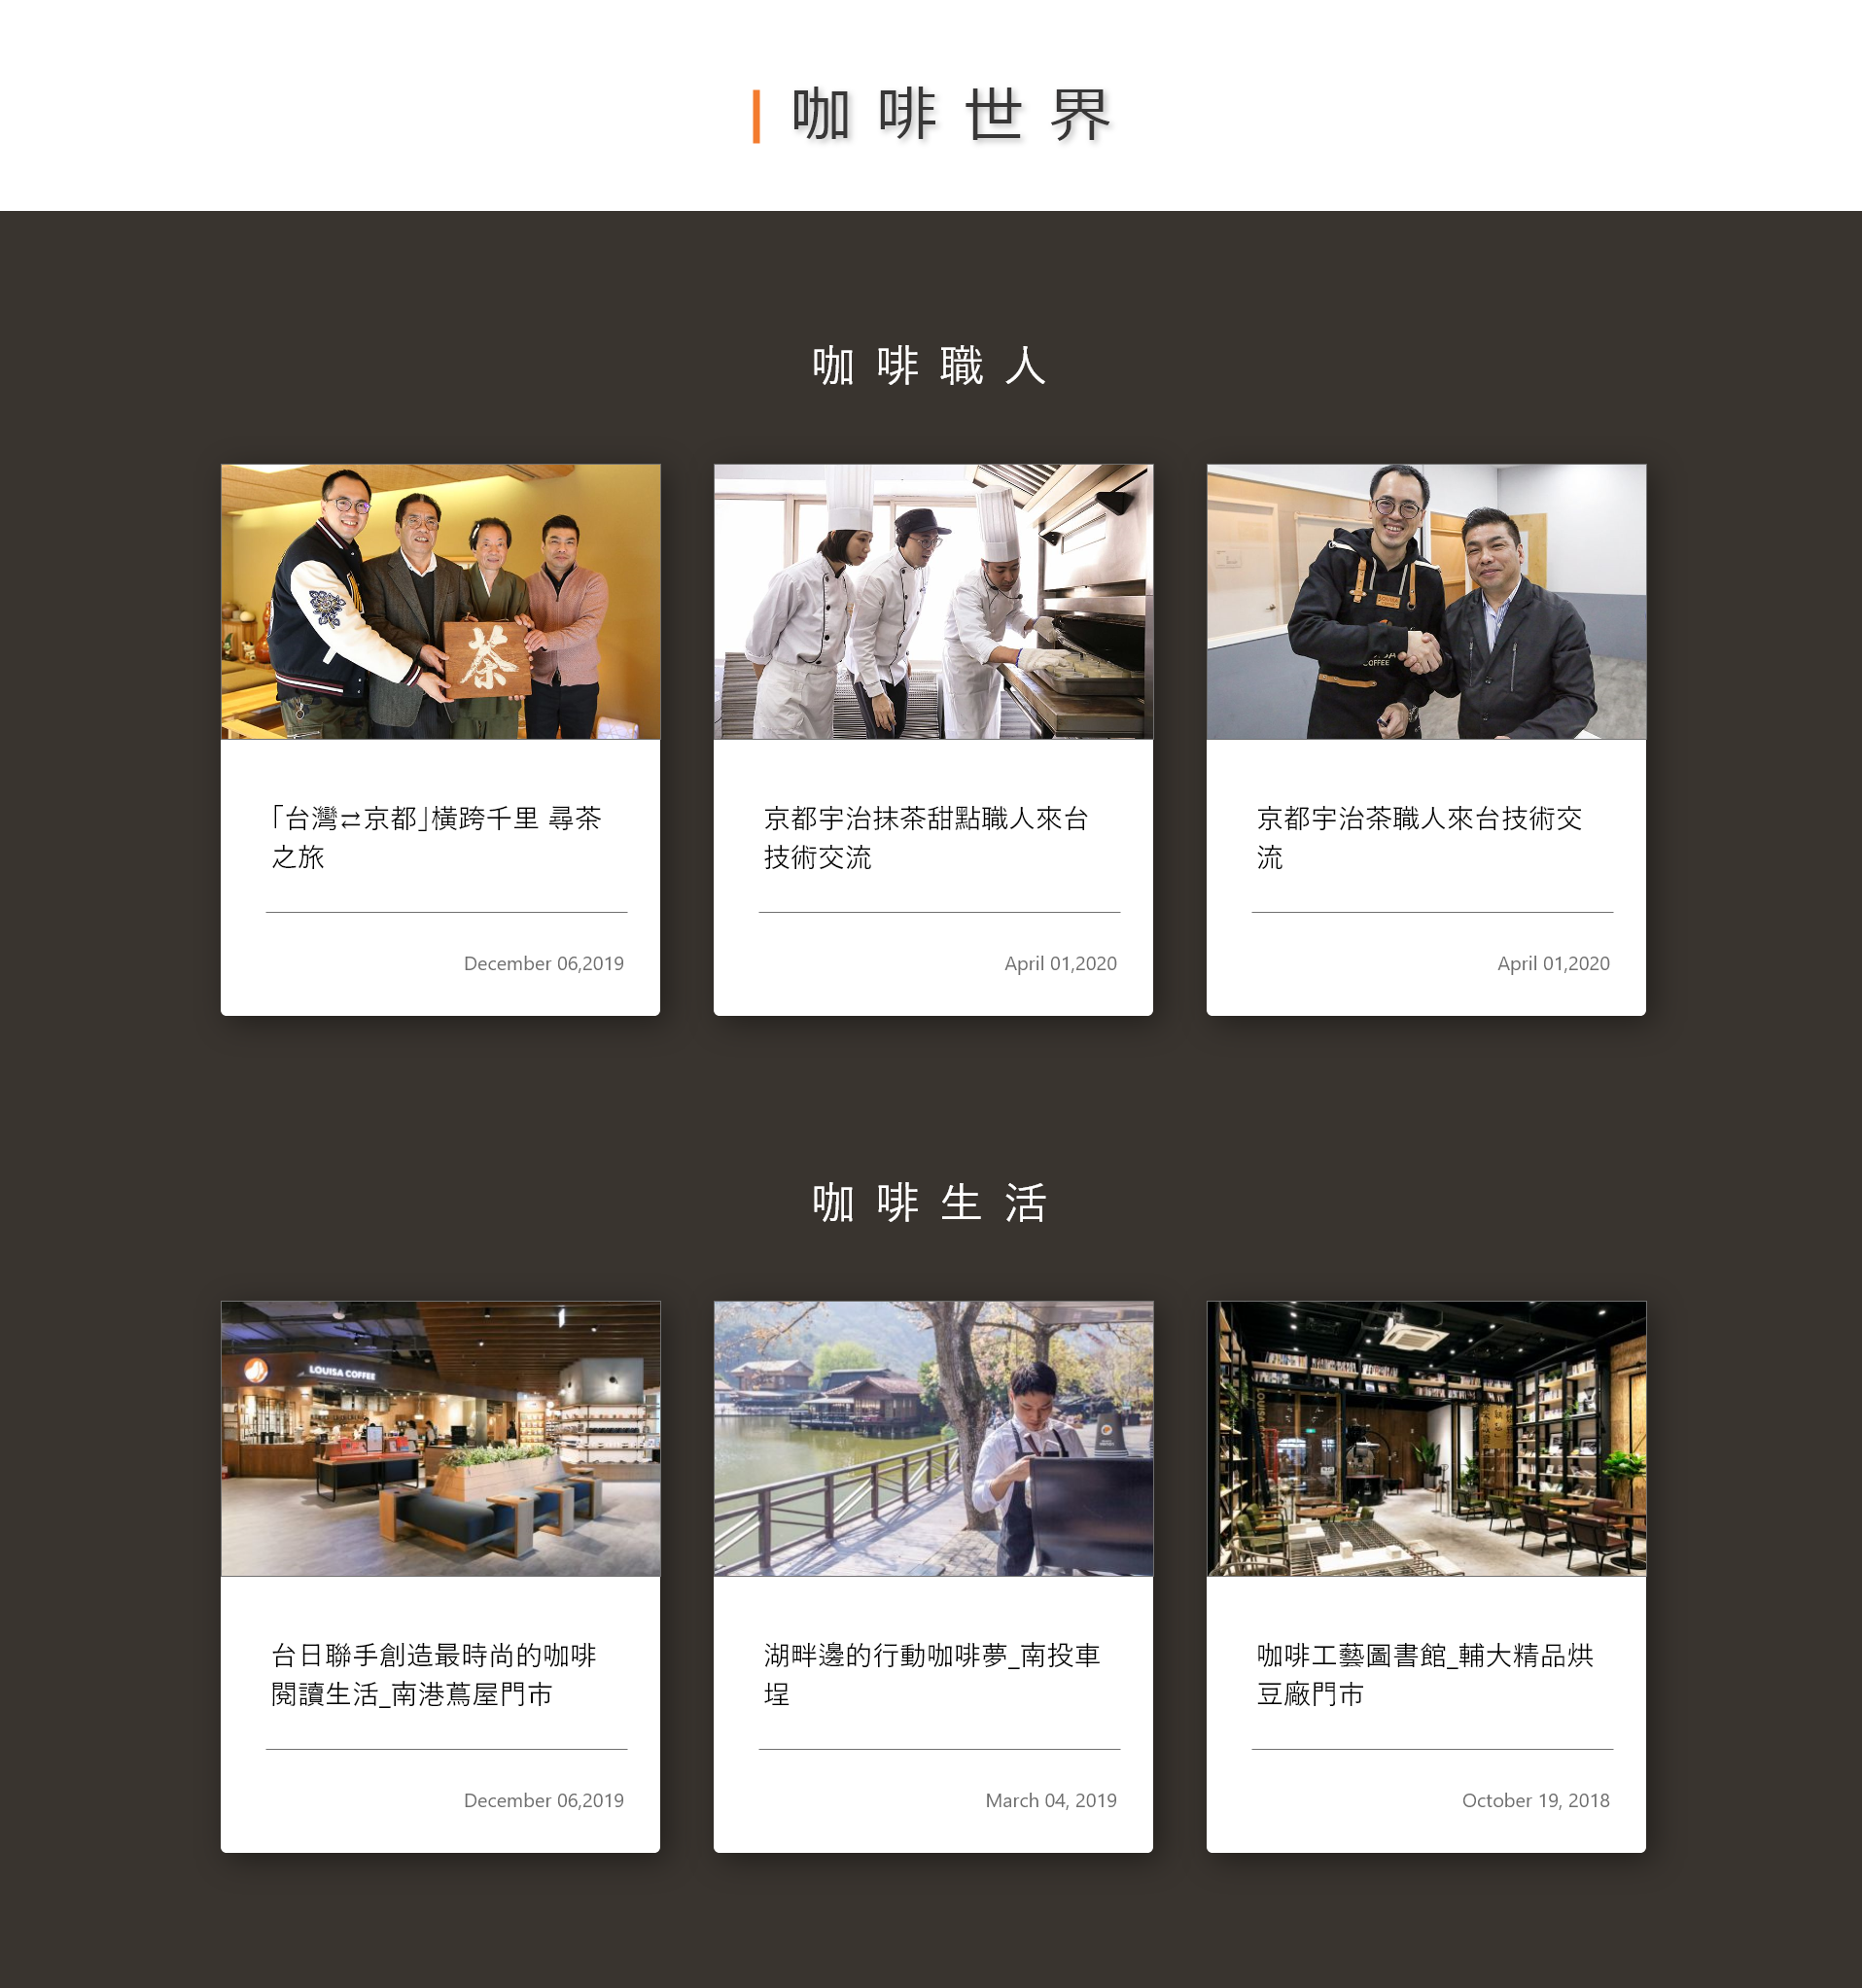 咖啡世界
咖啡職人
茶
COFFEE
「台灣⇄京都」橫跨千里 尋茶
之旅
December 06,2019
京都宇治抹茶甜點職人來台
技術交流
April 01,2020
京都宇治茶職人來台技術交
流
April 01,2020
咖啡生活
LOUISA COFFEE
台日聯手創造最時尚的咖啡
閱讀生活_南港蔦屋門市
December 06,2019
湖畔邊的行動咖啡夢_南投車
埕
March 04, 2019
咖啡工藝圖書館_輔大精品烘
豆廠門市
October 19, 2018